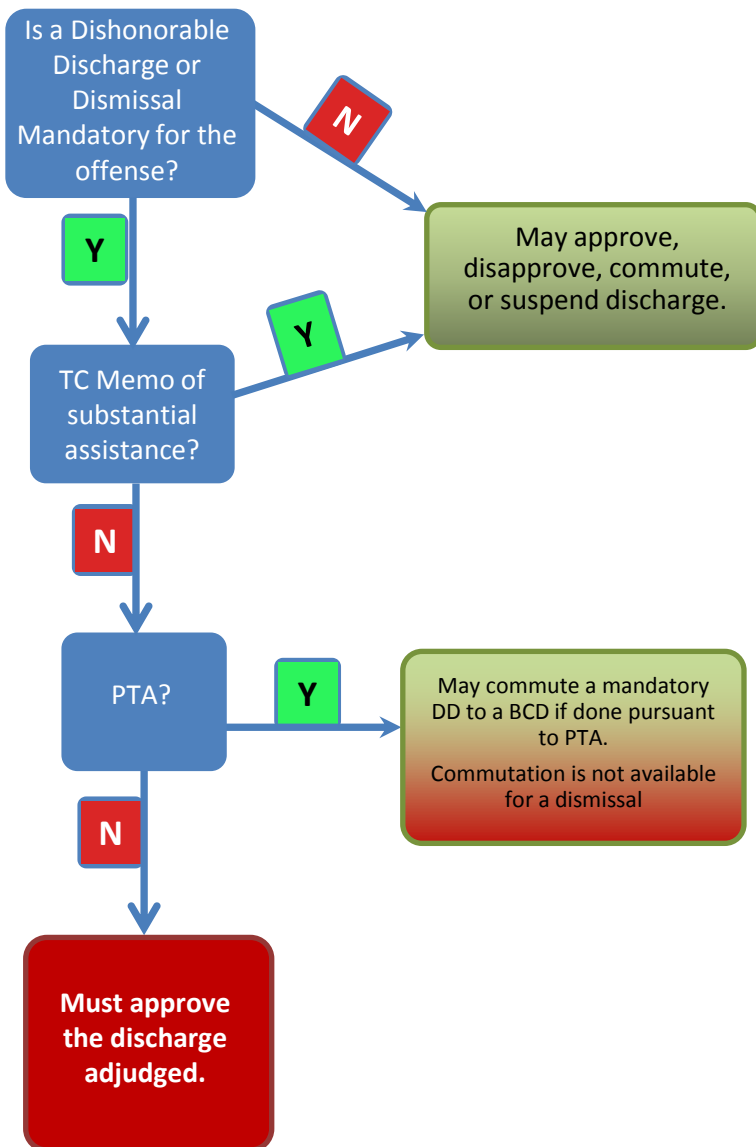 Is a Dishonorable
Discharge or
Dismissal
Mandatory for the
offense?
N
Y
May approve,
disapprove, commute,
or suspend discharge.
Y
TC Memo of
substantial
assistance?
N
PTA?
Y
May commute a mandatory
DD to a BCD if done pursuant
to PTA.
Commutation is not available
for a dismissal
N
Must approve
the discharge
adjudged.